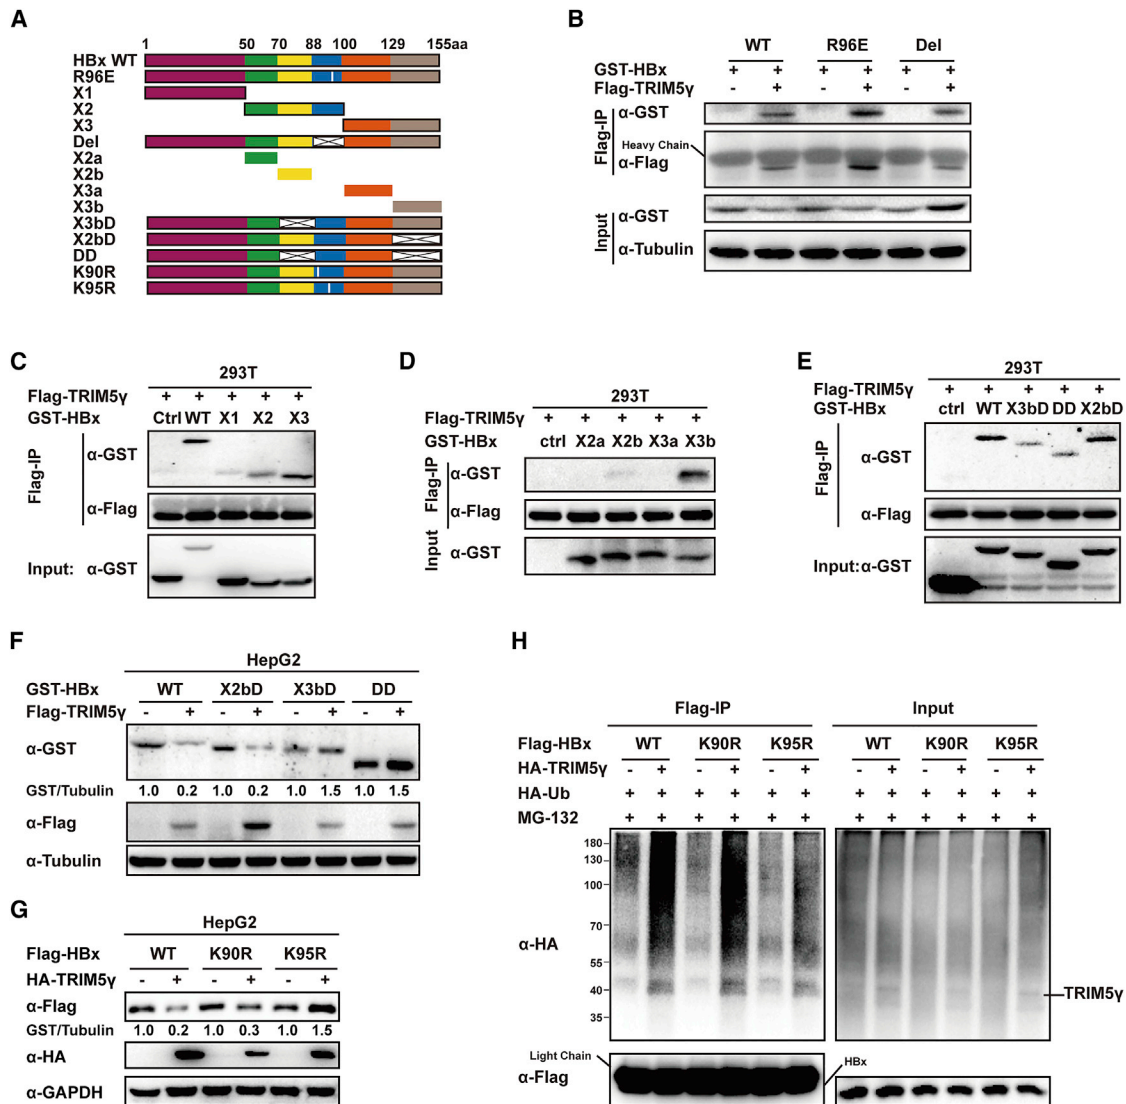 A
1 50 70 88 100 129 155aa
HBx WT
R96E
X1
X2
X3
Del
X2a
X2b
X3a
X3b
X3bD
X2bD
DD
K90R
K95R
B
WT R96E Del
GST-HBx + + + + + +
Flag-TRIM5γ - + - + - +
Flag-IP
α-GST
Heavy Chain
α-Flag
Input
α-GST
α-Tubulin
C
293T
Flag-TRIM5γ + + + + +
GST-HBx Ctrl WT X1 X2 X3
Flag-IP
α-GST
α-Flag
Input: α-GST
D
293T
Flag-TRIM5γ + + + + +
GST-HBx ctrl X2a X2b X3a X3b
Flag-IP
α-GST
α-Flag
Input
α-GST
E
293T
Flag-TRIM5γ + + + + +
GST-HBx ctrl WT X3bD DD X2bD
Flag-IP
α-GST
α-Flag
Input: α-GST
F
HepG2
GST-HBx WT X2bD X3bD DD
Flag-TRIM5γ - + - + - + - +
α-GST
GST/Tubulin 1.0 0.2 1.0 0.2 1.0 1.5 1.0 1.5
α-Flag
α-Tubulin
G
HepG2
Flag-HBx WT K90R K95R
HA-TRIM5γ - + - + - +
α-Flag
GST/Tubulin 1.0 0.2 1.0 0.3 1.0 1.5
α-HA
α-GAPDH
H
Flag-IP Input
Flag-HBx WT K90R K95R WT K90R K95R
HA-TRIM5γ - + - + - + - + - + - +
HA-Ub + + + + + + + + + + + +
MG-132 + + + + + + + + + + + +
180
130
100
70
α-HA
55
40
TRIM5γ
35
Light Chain
HBx
α-Flag